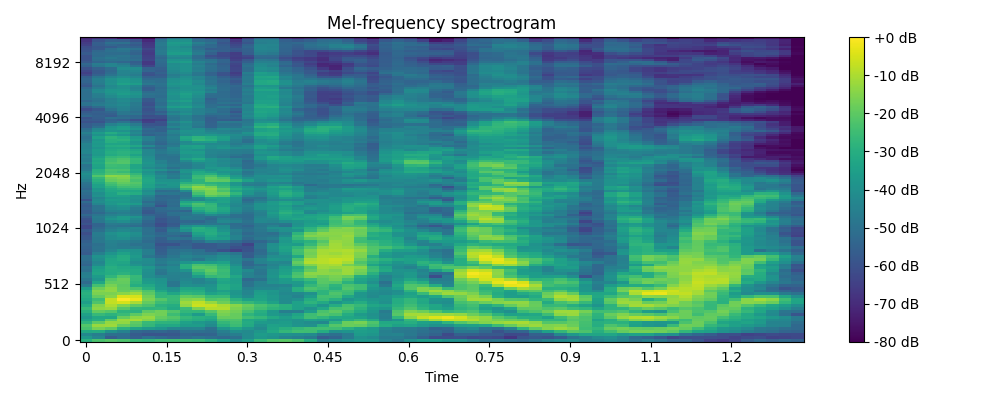 Mel-frequency spectrogram
Hz
8192
4096
2048
1024
512
0
0 0.15 0.3 0.45 0.6 0.75 0.9 1.1 1.2
Time
+0 dB
-10 dB
-20 dB
-30 dB
-40 dB
-50 dB
-60 dB
-70 dB
-80 dB